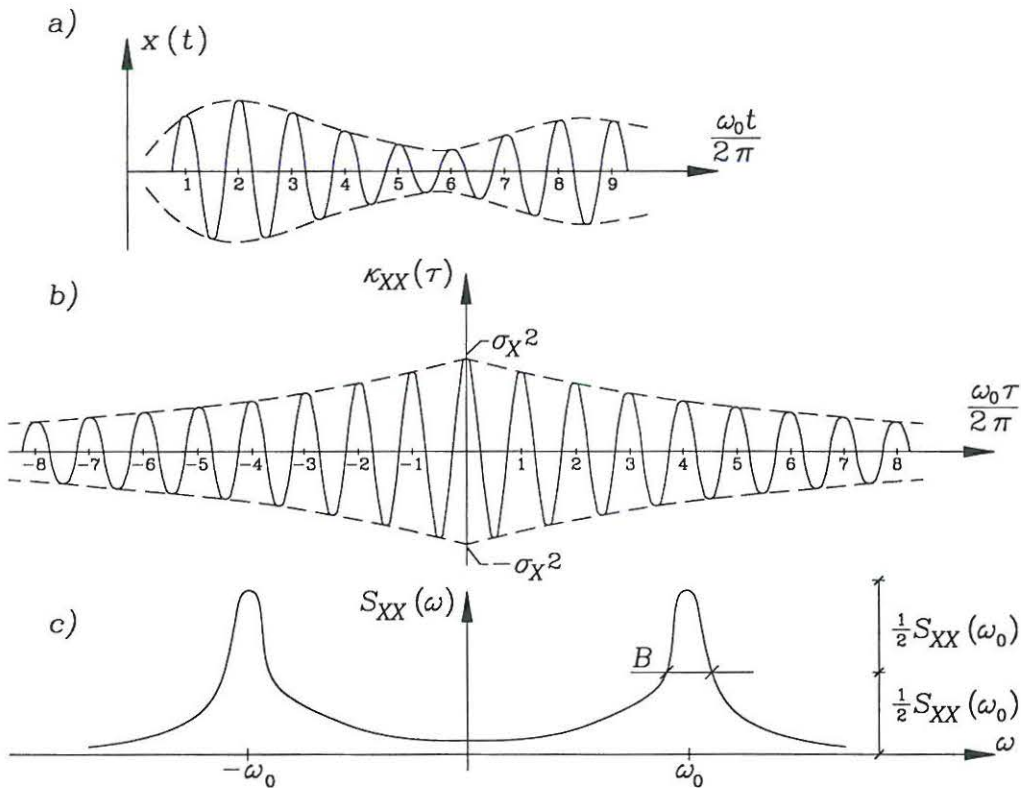 a)
x(t)
ω₀t/2π
1 2 3 4 5 6 7 8 9
b)
κ_XX(τ)
σ_X²
ω₀τ/2π
−8 −7 −6 −5 −4 −3 −2 −1 1 2 3 4 5 6 7 8
−σ_X²
c)
S_XX(ω)
½S_XX(ω₀)
B
½S_XX(ω₀)
ω
−ω₀ ω₀